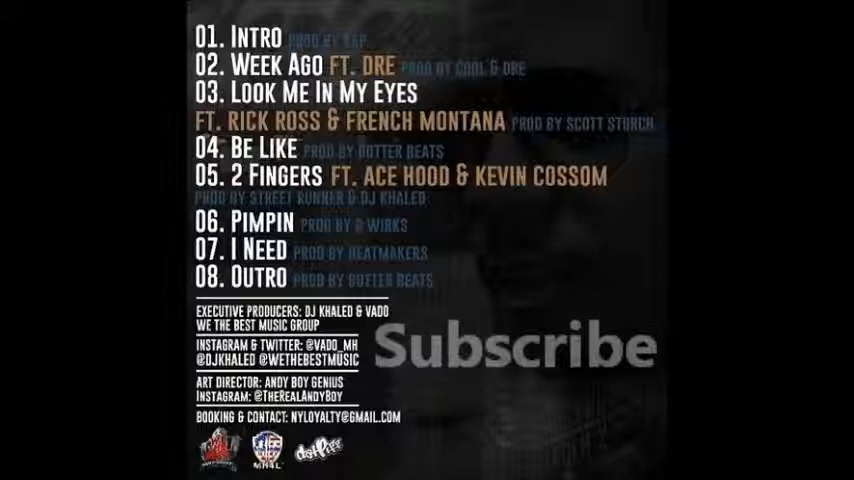 01. INTRO PROD BY TAP
02. WEEK AGO FT. DRE PROD BY COOL & DRE
03. LOOK ME IN MY EYES
FT. RICK ROSS & FRENCH MONTANA PROD BY SCOTT STORCH
04. BE LIKE PROD BY BUTTER BEATS
05. 2 FINGERS FT. ACE HOOD & KEVIN COSSOM
PROD BY STREET RUNNER & DJ KHALED
06. PIMPIN PROD BY V WIRKS
07. I NEED PROD BY HEATMAKERS
08. OUTRO PROD BY BUTTER BEATS
EXECUTIVE PRODUCERS: DJ KHALED & VADO
WE THE BEST MUSIC GROUP
INSTAGRAM & TWITTER: @VADO_MH
@DJKHALED @WETHEBESTMUSIC
Subscribe
ART DIRECTOR: ANDY BOY GENIUS
INSTAGRAM: @THEREALANDYBOY
BOOKING & CONTACT: NYLOYALTY@GMAIL.COM
MH4L
datPiff